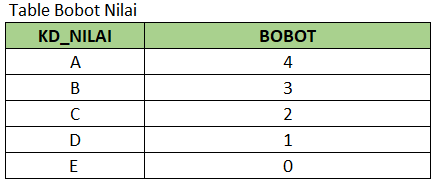 Table Bobot Nilai
KD_NILAI BOBOT
A 4
B 3
C 2
D 1
E 0